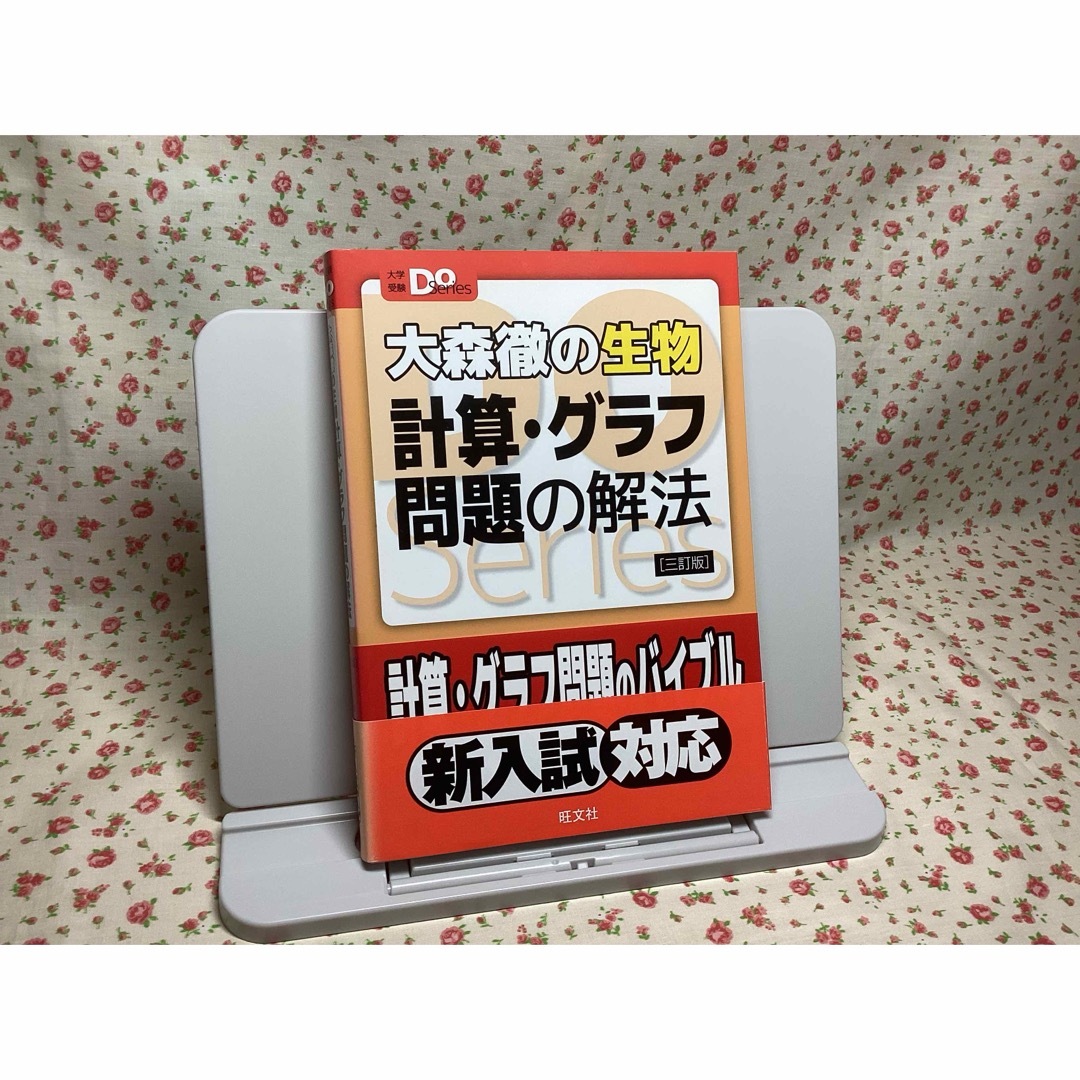 大学
受験 Do Series
大森徹の生物
計算・グラフ
問題の解法
[三訂版]
Series
計算・グラフ問題のバイブル
新入試対応
旺文社